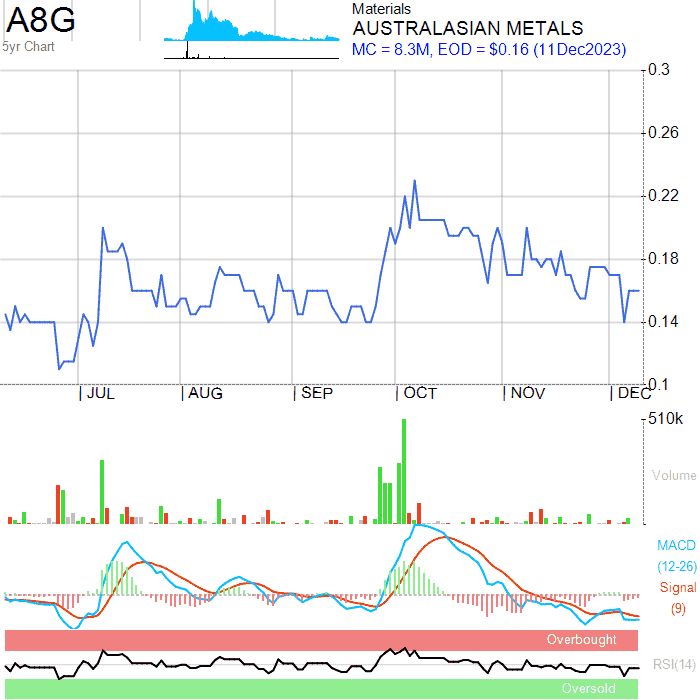 A8G
5yr Chart
Materials
AUSTRALASIAN METALS
MC = 8.3M, EOD = $0.16 (11Dec2023)
0.3
0.26
0.22
0.18
0.14
0.1
JUL
AUG
SEP
OCT
NOV
DEC
510k
Volume
MACD
(12-26)
Signal
(9)
Overbought
RSI(14)
Oversold